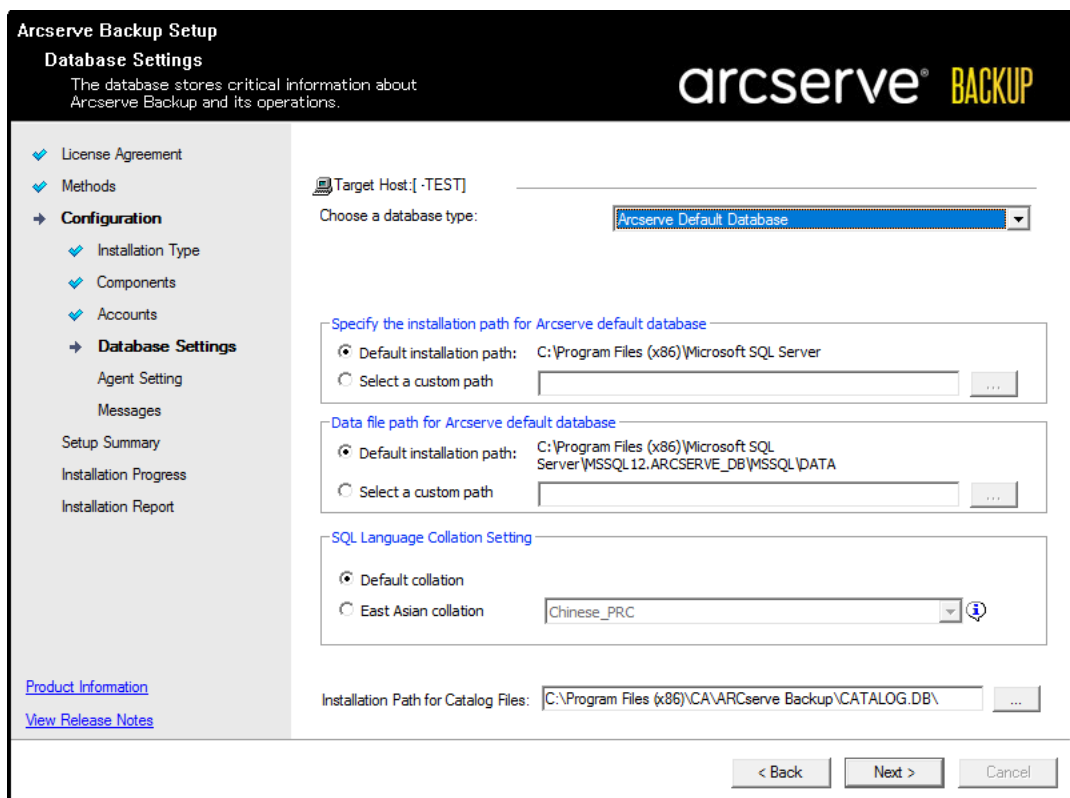 Arcserve Backup Setup
Database Settings
The database stores critical information about
Arcserve Backup and its operations.
arcserve® BACKUP
License Agreement
Methods
Configuration
Installation Type
Components
Accounts
Database Settings
Agent Setting
Messages
Setup Summary
Installation Progress
Installation Report
Product Information
View Release Notes
Target Host:[ -TEST]
Choose a database type: Arcserve Default Database
Specify the installation path for Arcserve default database
Default installation path: C:\Program Files (x86)\Microsoft SQL Server
Select a custom path ...
Data file path for Arcserve default database
Default installation path: C:\Program Files (x86)\Microsoft SQL
Server\MSSQL12.ARCSERVE_DB\MSSQL\DATA
Select a custom path ...
SQL Language Collation Setting
Default collation
East Asian collation Chinese_PRC
Installation Path for Catalog Files: C:\Program Files (x86)\CA\ARCserve Backup\CATALOG.DB\ ...
< Back Next > Cancel